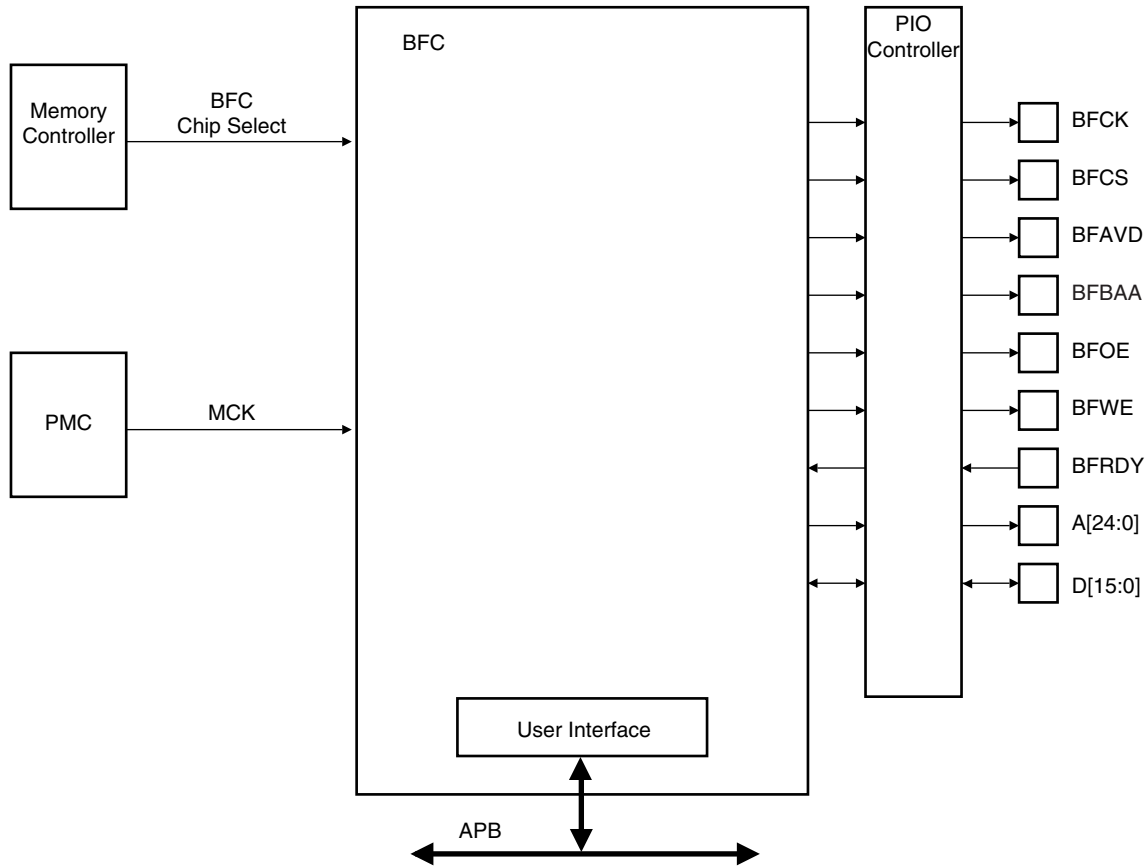 BFC
PIO
Controller
Memory
Controller
BFC
Chip Select
PMC
MCK
BFCK
BFCS
BFAVD
BFBAA
BFOE
BFWE
BFRDY
A[24:0]
D[15:0]
User Interface
APB